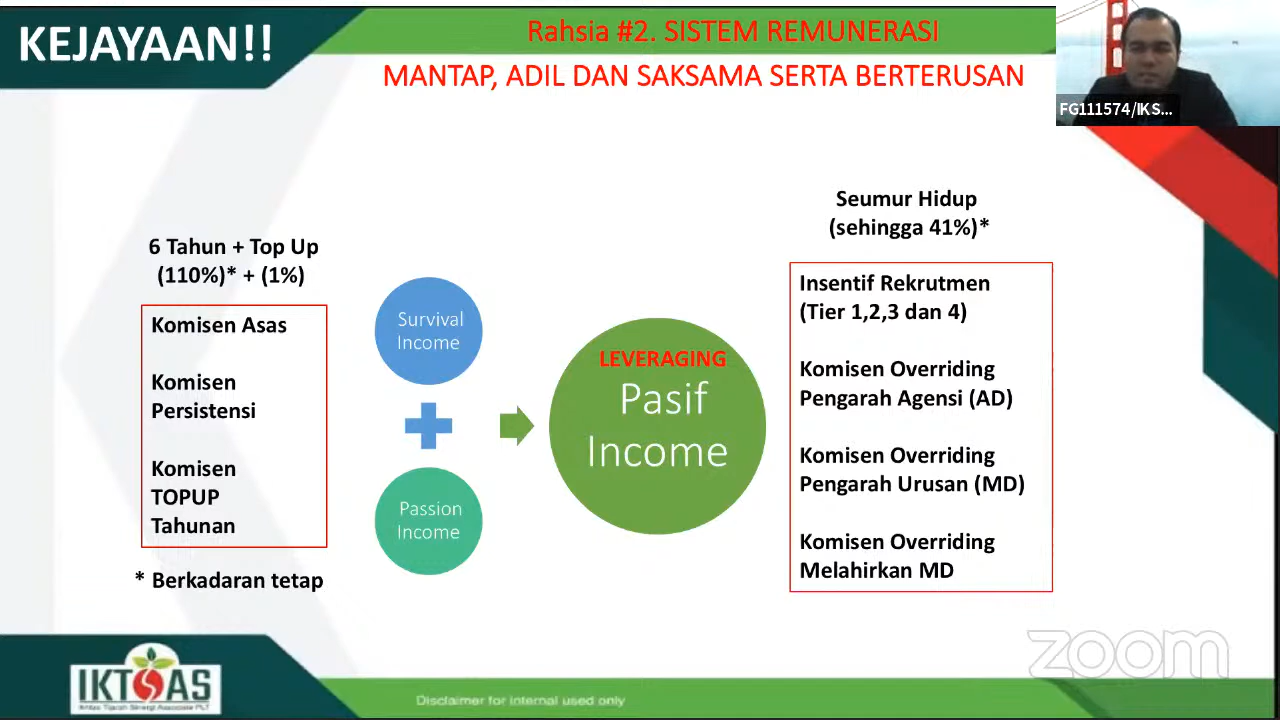 KEJAYAAN!!
Rahsia #2. SISTEM REMUNERASI
MANTAP, ADIL DAN SAKSAMA SERTA BERTERUSAN
FG111574/IKS...
6 Tahun + Top Up
(110%)* + (1%)
Komisen Asas
Komisen
Persistensi
Komisen
TOPUP
Tahunan
* Berkadaran tetap
Survival
Income
Passion
Income
LEVERAGING
Pasif
Income
Seumur Hidup
(sehingga 41%)*
Insentif Rekrutmen
(Tier 1,2,3 dan 4)
Komisen Overriding
Pengarah Agensi (AD)
Komisen Overriding
Pengarah Urusan (MD)
Komisen Overriding
Melahirkan MD
zoom
IKTSAS
Disclaimer for Internal used only